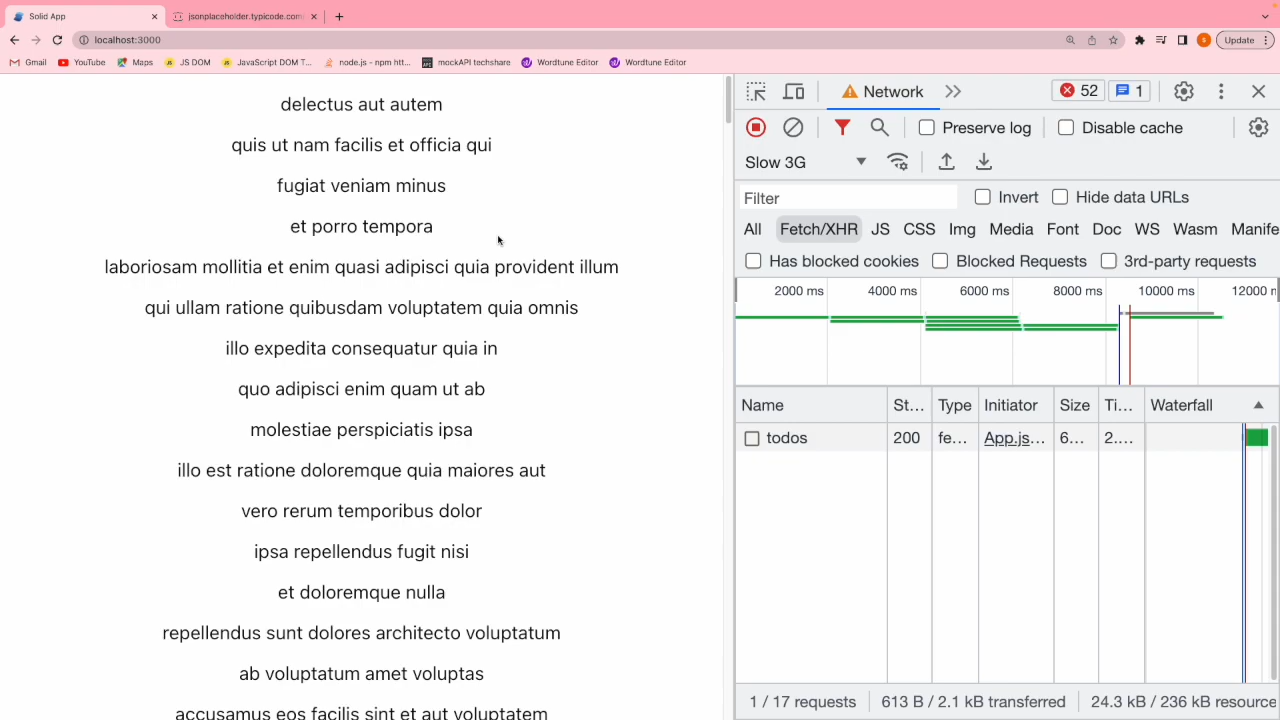 Solid App
jsonplaceholder.typicode.com
localhost:3000
Update
Gmail
YouTube
Maps
JS DOM
JavaScript DOM T...
node.js – npm htt...
mockAPI techshare
Wordtune Editor
Wordtune Editor
delectus aut autem
quis ut nam facilis et officia qui
fugiat veniam minus
et porro tempora
laboriosam mollitia et enim quasi adipisci quia provident illum
qui ullam ratione quibusdam voluptatem quia omnis
illo expedita consequatur quia in
quo adipisci enim quam ut ab
molestiae perspiciatis ipsa
illo est ratione doloremque quia maiores aut
vero rerum temporibus dolor
ipsa repellendus fugit nisi
et doloremque nulla
repellendus sunt dolores architecto voluptatum
ab voluptatum amet voluptas
accusamus eos facilis sint et aut voluptatem
Network
52
1
Preserve log
Disable cache
Slow 3G
Filter
Invert
Hide data URLs
All Fetch/XHR JS CSS Img Media Font Doc WS Wasm Manife
Has blocked cookies
Blocked Requests
3rd-party requests
2000 ms 4000 ms 6000 ms 8000 ms 10000 ms 12000 
Name St... Type Initiator Size Ti... Waterfall
todos 200 fe... App.js... 6... 2....
1 / 17 requests 613 B / 2.1 kB transferred 24.3 kB / 236 kB resource